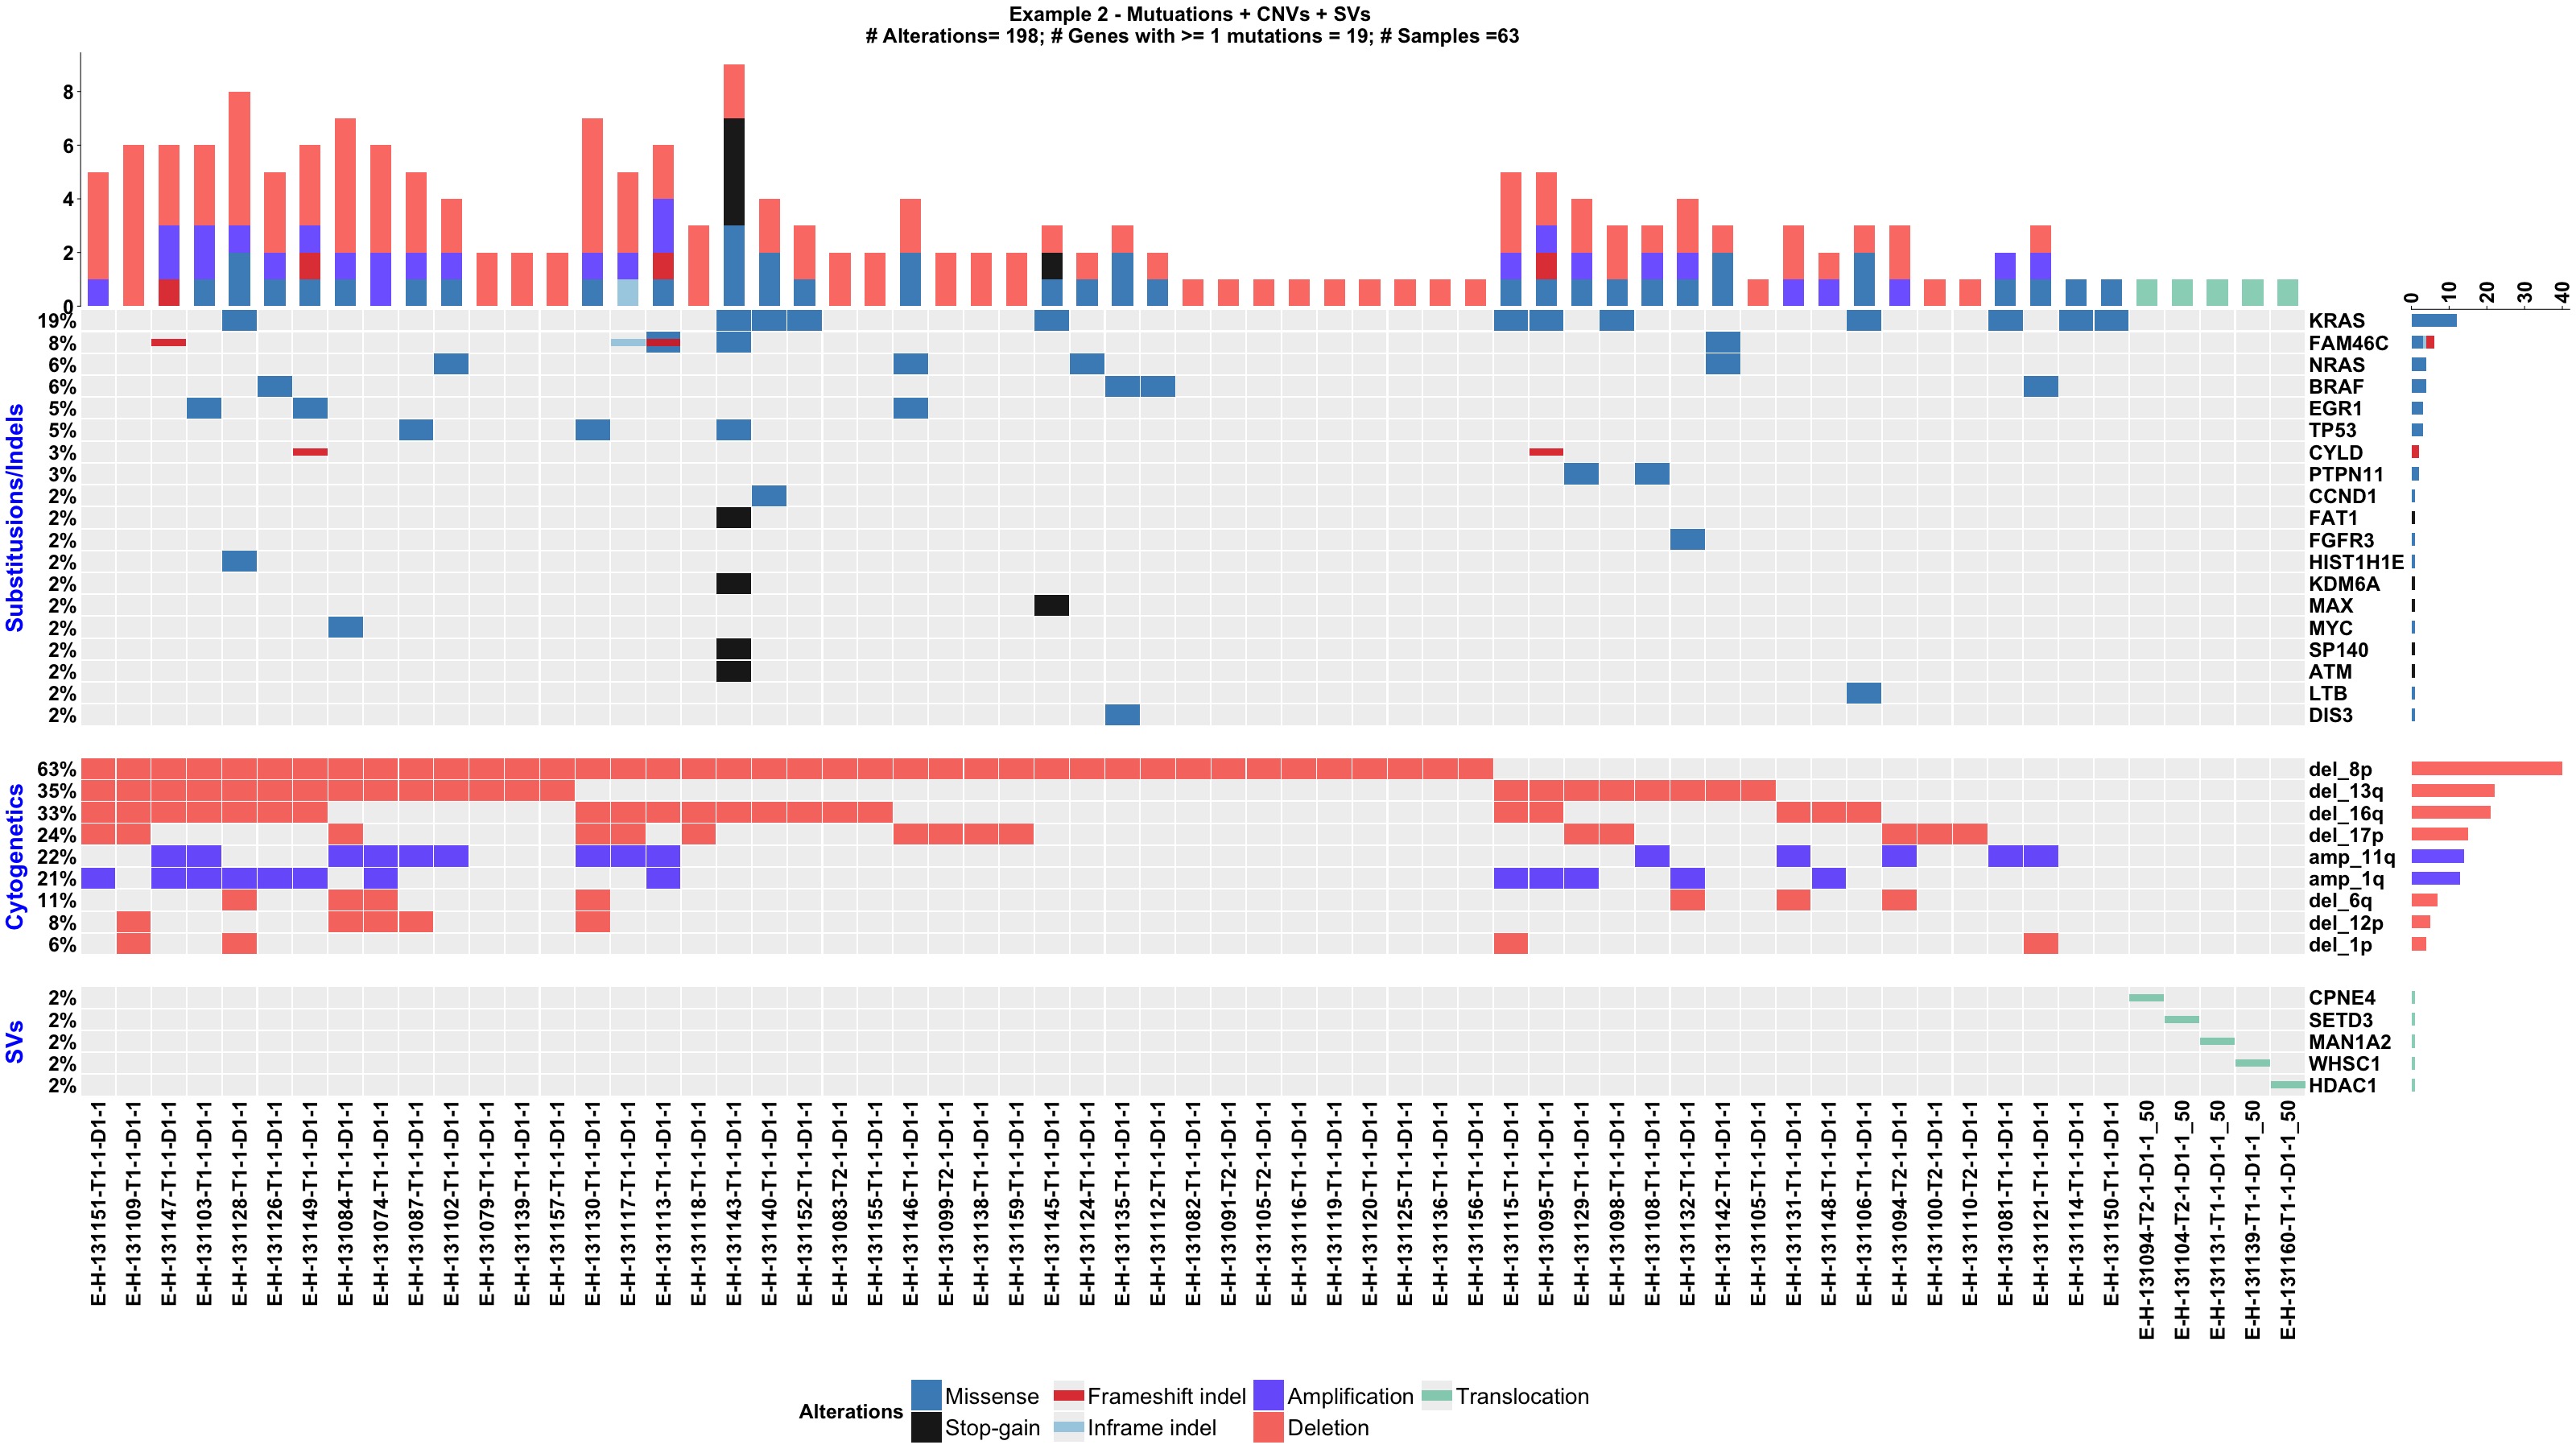 Example 2 - Mutuations + CNVs + SVs
# Alterations= 198; # Genes with >= 1 mutations = 19; # Samples =63
8
6
4
2
0
0
10
20
30
40
Substitusions/Indels
19% KRAS
8% FAM46C
6% NRAS
6% BRAF
5% EGR1
5% TP53
3% CYLD
3% PTPN11
2% CCND1
2% FAT1
2% FGFR3
2% HIST1H1E
2% KDM6A
2% MAX
2% MYC
2% SP140
2% ATM
2% LTB
2% DIS3
Cytogenetics
63% del_8p
35% del_13q
33% del_16q
24% del_17p
22% amp_11q
21% amp_1q
11% del_6q
8% del_12p
6% del_1p
SVs
2% CPNE4
2% SETD3
2% MAN1A2
2% WHSC1
2% HDAC1
E-H-131151-T1-1-D1-1
E-H-131109-T1-1-D1-1
E-H-131147-T1-1-D1-1
E-H-131103-T1-1-D1-1
E-H-131128-T1-1-D1-1
E-H-131126-T1-1-D1-1
E-H-131149-T1-1-D1-1
E-H-131084-T1-1-D1-1
E-H-131074-T1-1-D1-1
E-H-131087-T1-1-D1-1
E-H-131102-T1-1-D1-1
E-H-131079-T1-1-D1-1
E-H-131139-T1-1-D1-1
E-H-131157-T1-1-D1-1
E-H-131130-T1-1-D1-1
E-H-131117-T1-1-D1-1
E-H-131113-T1-1-D1-1
E-H-131118-T1-1-D1-1
E-H-131143-T1-1-D1-1
E-H-131140-T1-1-D1-1
E-H-131152-T1-1-D1-1
E-H-131083-T2-1-D1-1
E-H-131155-T1-1-D1-1
E-H-131146-T1-1-D1-1
E-H-131099-T2-1-D1-1
E-H-131138-T1-1-D1-1
E-H-131159-T1-1-D1-1
E-H-131145-T1-1-D1-1
E-H-131124-T1-1-D1-1
E-H-131135-T1-1-D1-1
E-H-131112-T1-1-D1-1
E-H-131082-T1-1-D1-1
E-H-131091-T2-1-D1-1
E-H-131105-T2-1-D1-1
E-H-131116-T1-1-D1-1
E-H-131119-T1-1-D1-1
E-H-131120-T1-1-D1-1
E-H-131125-T1-1-D1-1
E-H-131136-T1-1-D1-1
E-H-131156-T1-1-D1-1
E-H-131115-T1-1-D1-1
E-H-131095-T1-1-D1-1
E-H-131129-T1-1-D1-1
E-H-131098-T1-1-D1-1
E-H-131108-T1-1-D1-1
E-H-131132-T1-1-D1-1
E-H-131142-T1-1-D1-1
E-H-131105-T1-1-D1-1
E-H-131131-T1-1-D1-1
E-H-131148-T1-1-D1-1
E-H-131106-T1-1-D1-1
E-H-131094-T2-1-D1-1
E-H-131100-T2-1-D1-1
E-H-131110-T2-1-D1-1
E-H-131081-T1-1-D1-1
E-H-131121-T1-1-D1-1
E-H-131114-T1-1-D1-1
E-H-131150-T1-1-D1-1
E-H-131094-T2-1-D1-1_50
E-H-131104-T2-1-D1-1_50
E-H-131131-T1-1-D1-1_50
E-H-131139-T1-1-D1-1_50
E-H-131160-T1-1-D1-1_50
Alterations
Missense Frameshift indel Amplification Translocation
Stop-gain Inframe indel Deletion